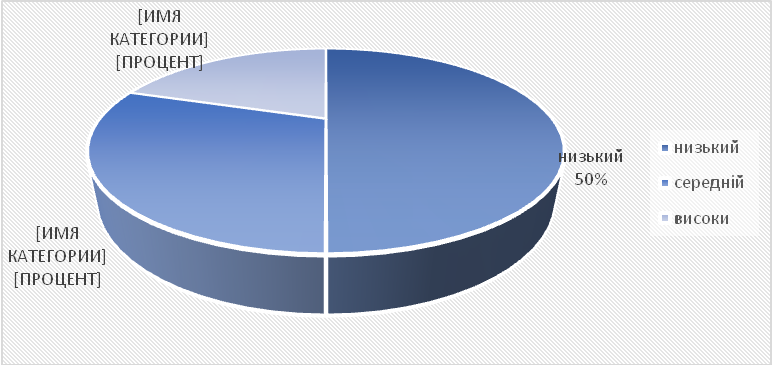 [ИМЯ
КАТЕГОРИИ]
[ПРОЦЕНТ]
низький
50%
[ИМЯ
КАТЕГОРИИ]
[ПРОЦЕНТ]
низький
середній
високи